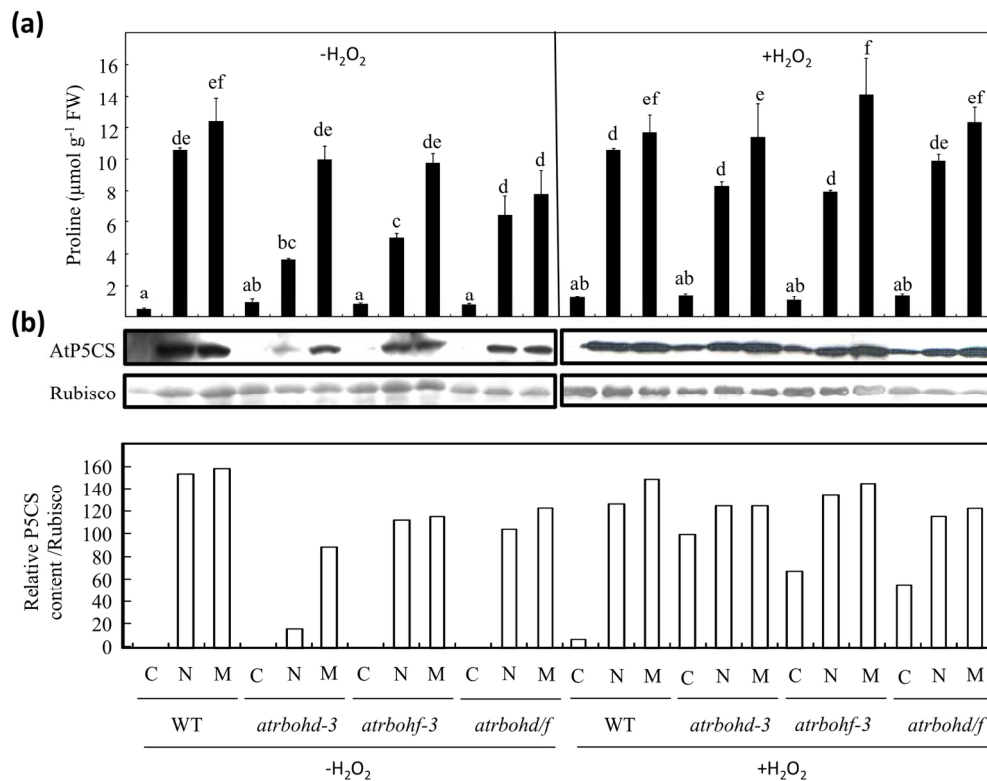 (a)
-H₂O₂
+H₂O₂
Proline (µmol g⁻¹ FW)
16
14
12
10
8
6
4
2
a de ef ab bc de a c de a d d ab d ef ab d e ab d f ab de ef
(b)
AtP5CS
Rubisco
Relative P5CS
content /Rubisco
160
140
120
100
80
60
40
20
0
C N M C N M C N M C N M C N M C N M C N M C N M
WT atrbohd-3 atrbohf-3 atrbohd/f WT atrbohd-3 atrbohf-3 atrbohd/f
-H₂O₂ +H₂O₂